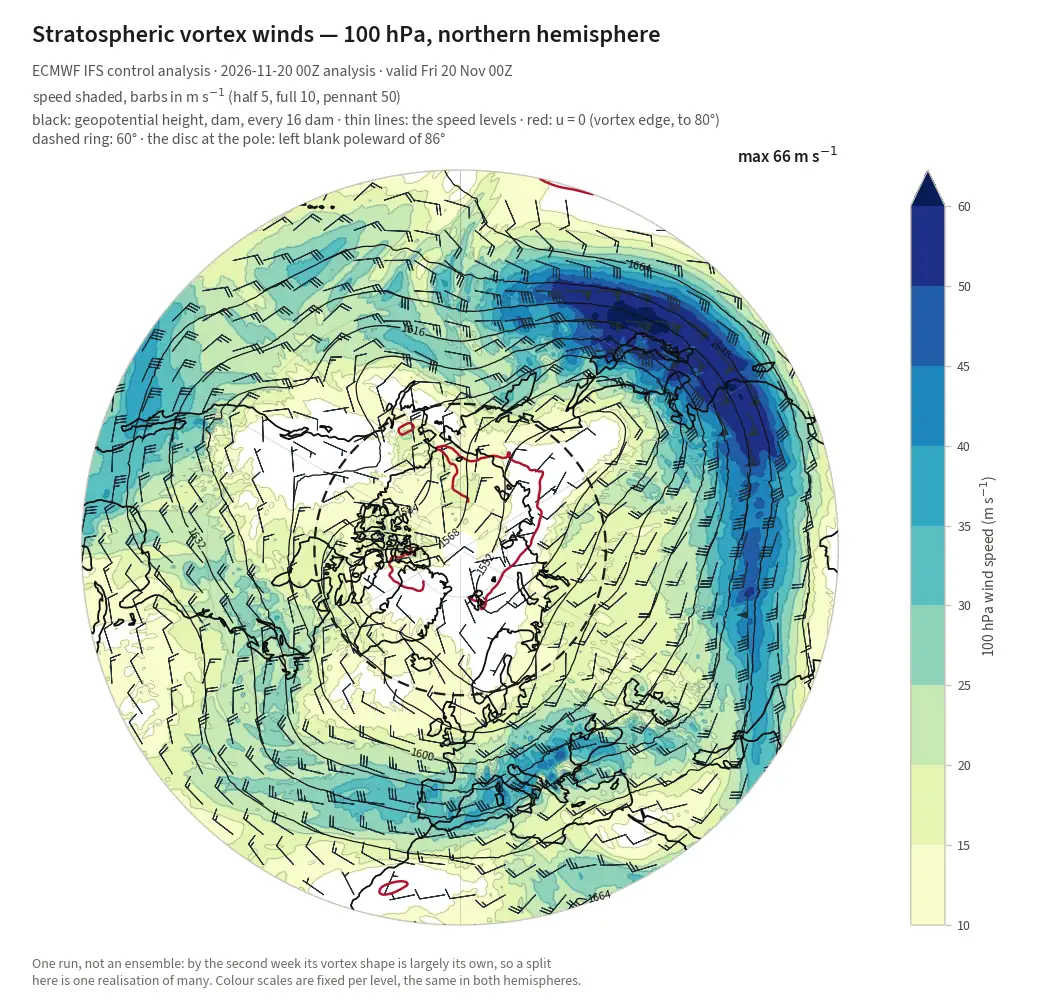 Stratospheric vortex winds — 100 hPa, northern hemisphere
ECMWF IFS control analysis · 2026-11-20 00Z analysis · valid Fri 20 Nov 00Z
speed shaded, barbs in m s⁻¹ (half 5, full 10, pennant 50)
black: geopotential height, dam, every 16 dam · thin lines: the speed levels · red: u = 0 (vortex edge, to 80°)
dashed ring: 60° · the disc at the pole: left blank poleward of 86°
max 66 m s⁻¹
60
50
45
40
35
30
25
20
15
10
100 hPa wind speed (m s⁻¹)
1616
1632
1568
1552
1600
1664
One run, not an ensemble: by the second week its vortex shape is largely its own, so a split
here is one realisation of many. Colour scales are fixed per level, the same in both hemispheres.